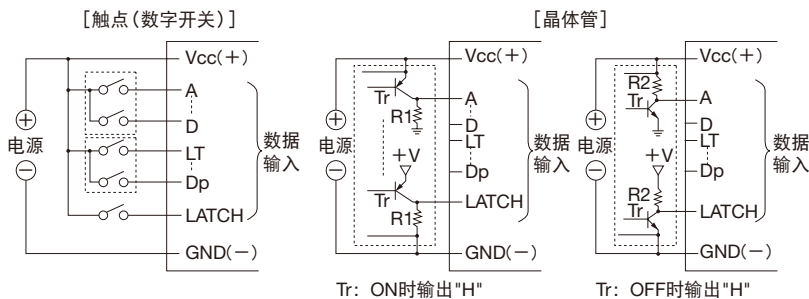 [触点(数字开关)]
Vcc(+)
A
D
LT
Dp
LATCH
GND(−)
电源
数据
输入
[晶体管]
Vcc(+)
Tr
R1
A
D
LT
Dp
+V
Tr
R1
LATCH
GND(−)
电源
数据
输入
Tr: ON时输出"H"
Vcc(+)
R2
Tr
A
D
LT
Dp
+V
R2
Tr
LATCH
GND(−)
电源
数据
输入
Tr: OFF时输出"H"